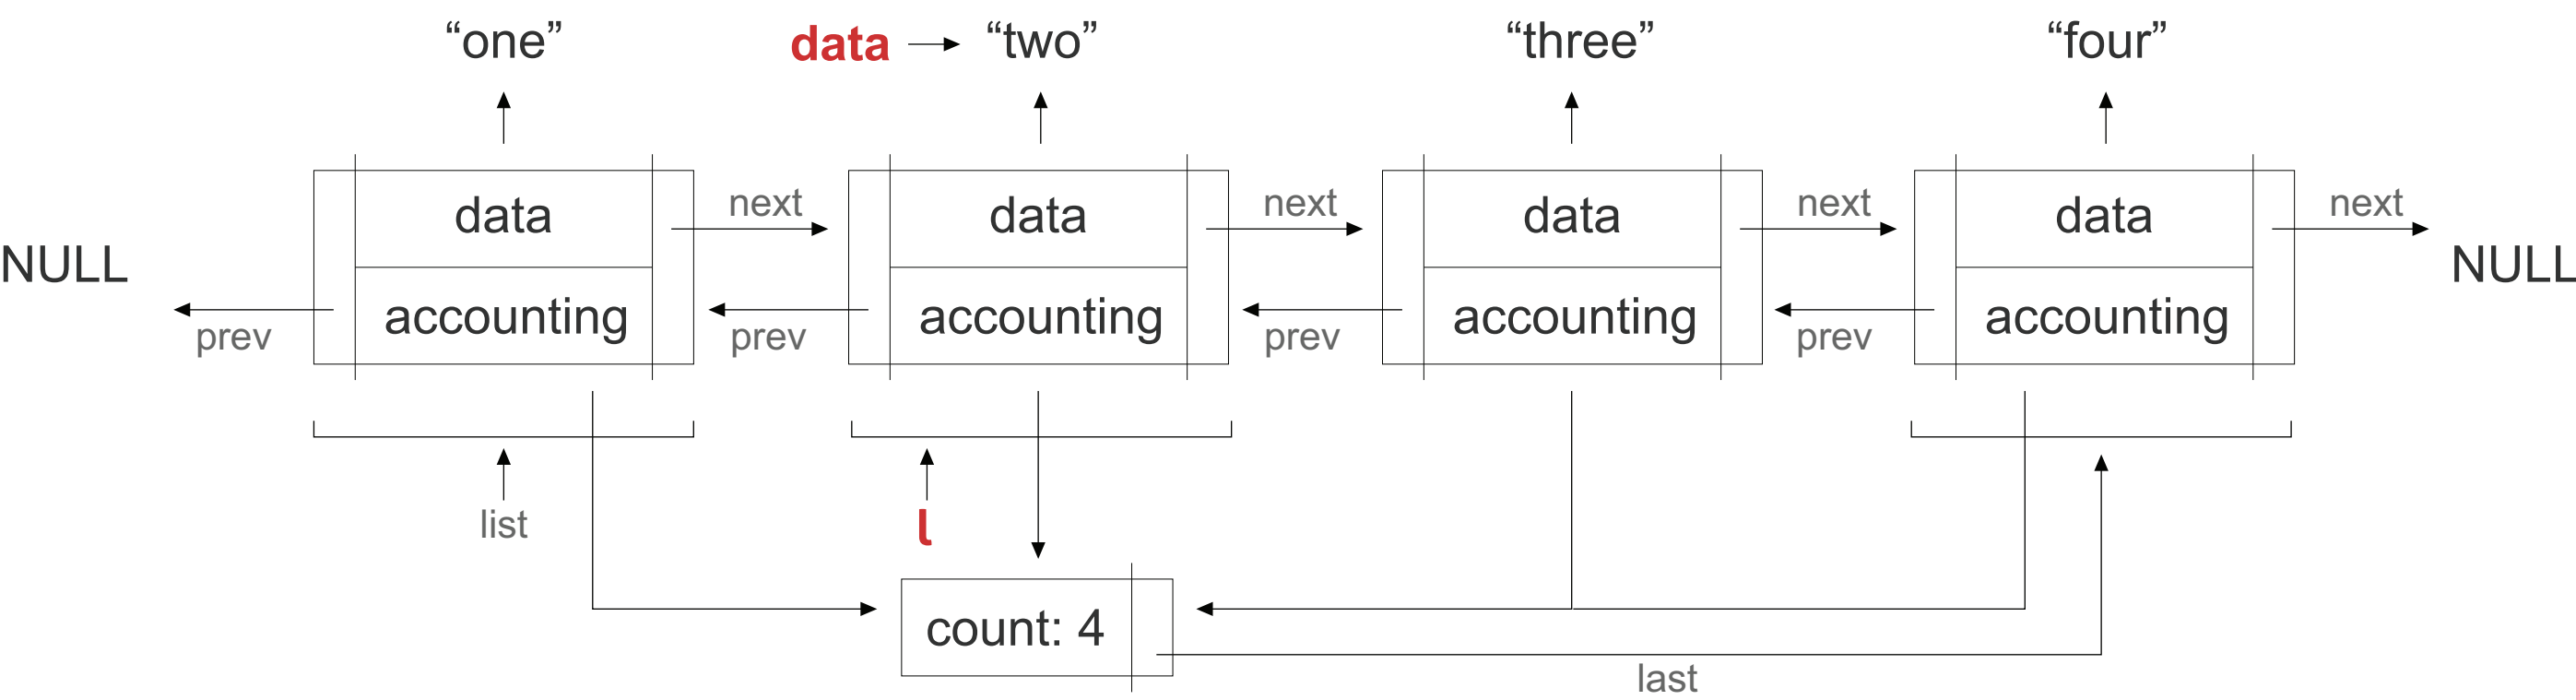 “one” data “two” “three” “four”
next next next next
data data data data
NULL NULL
accounting accounting accounting accounting
prev prev prev prev
list l
count: 4
last